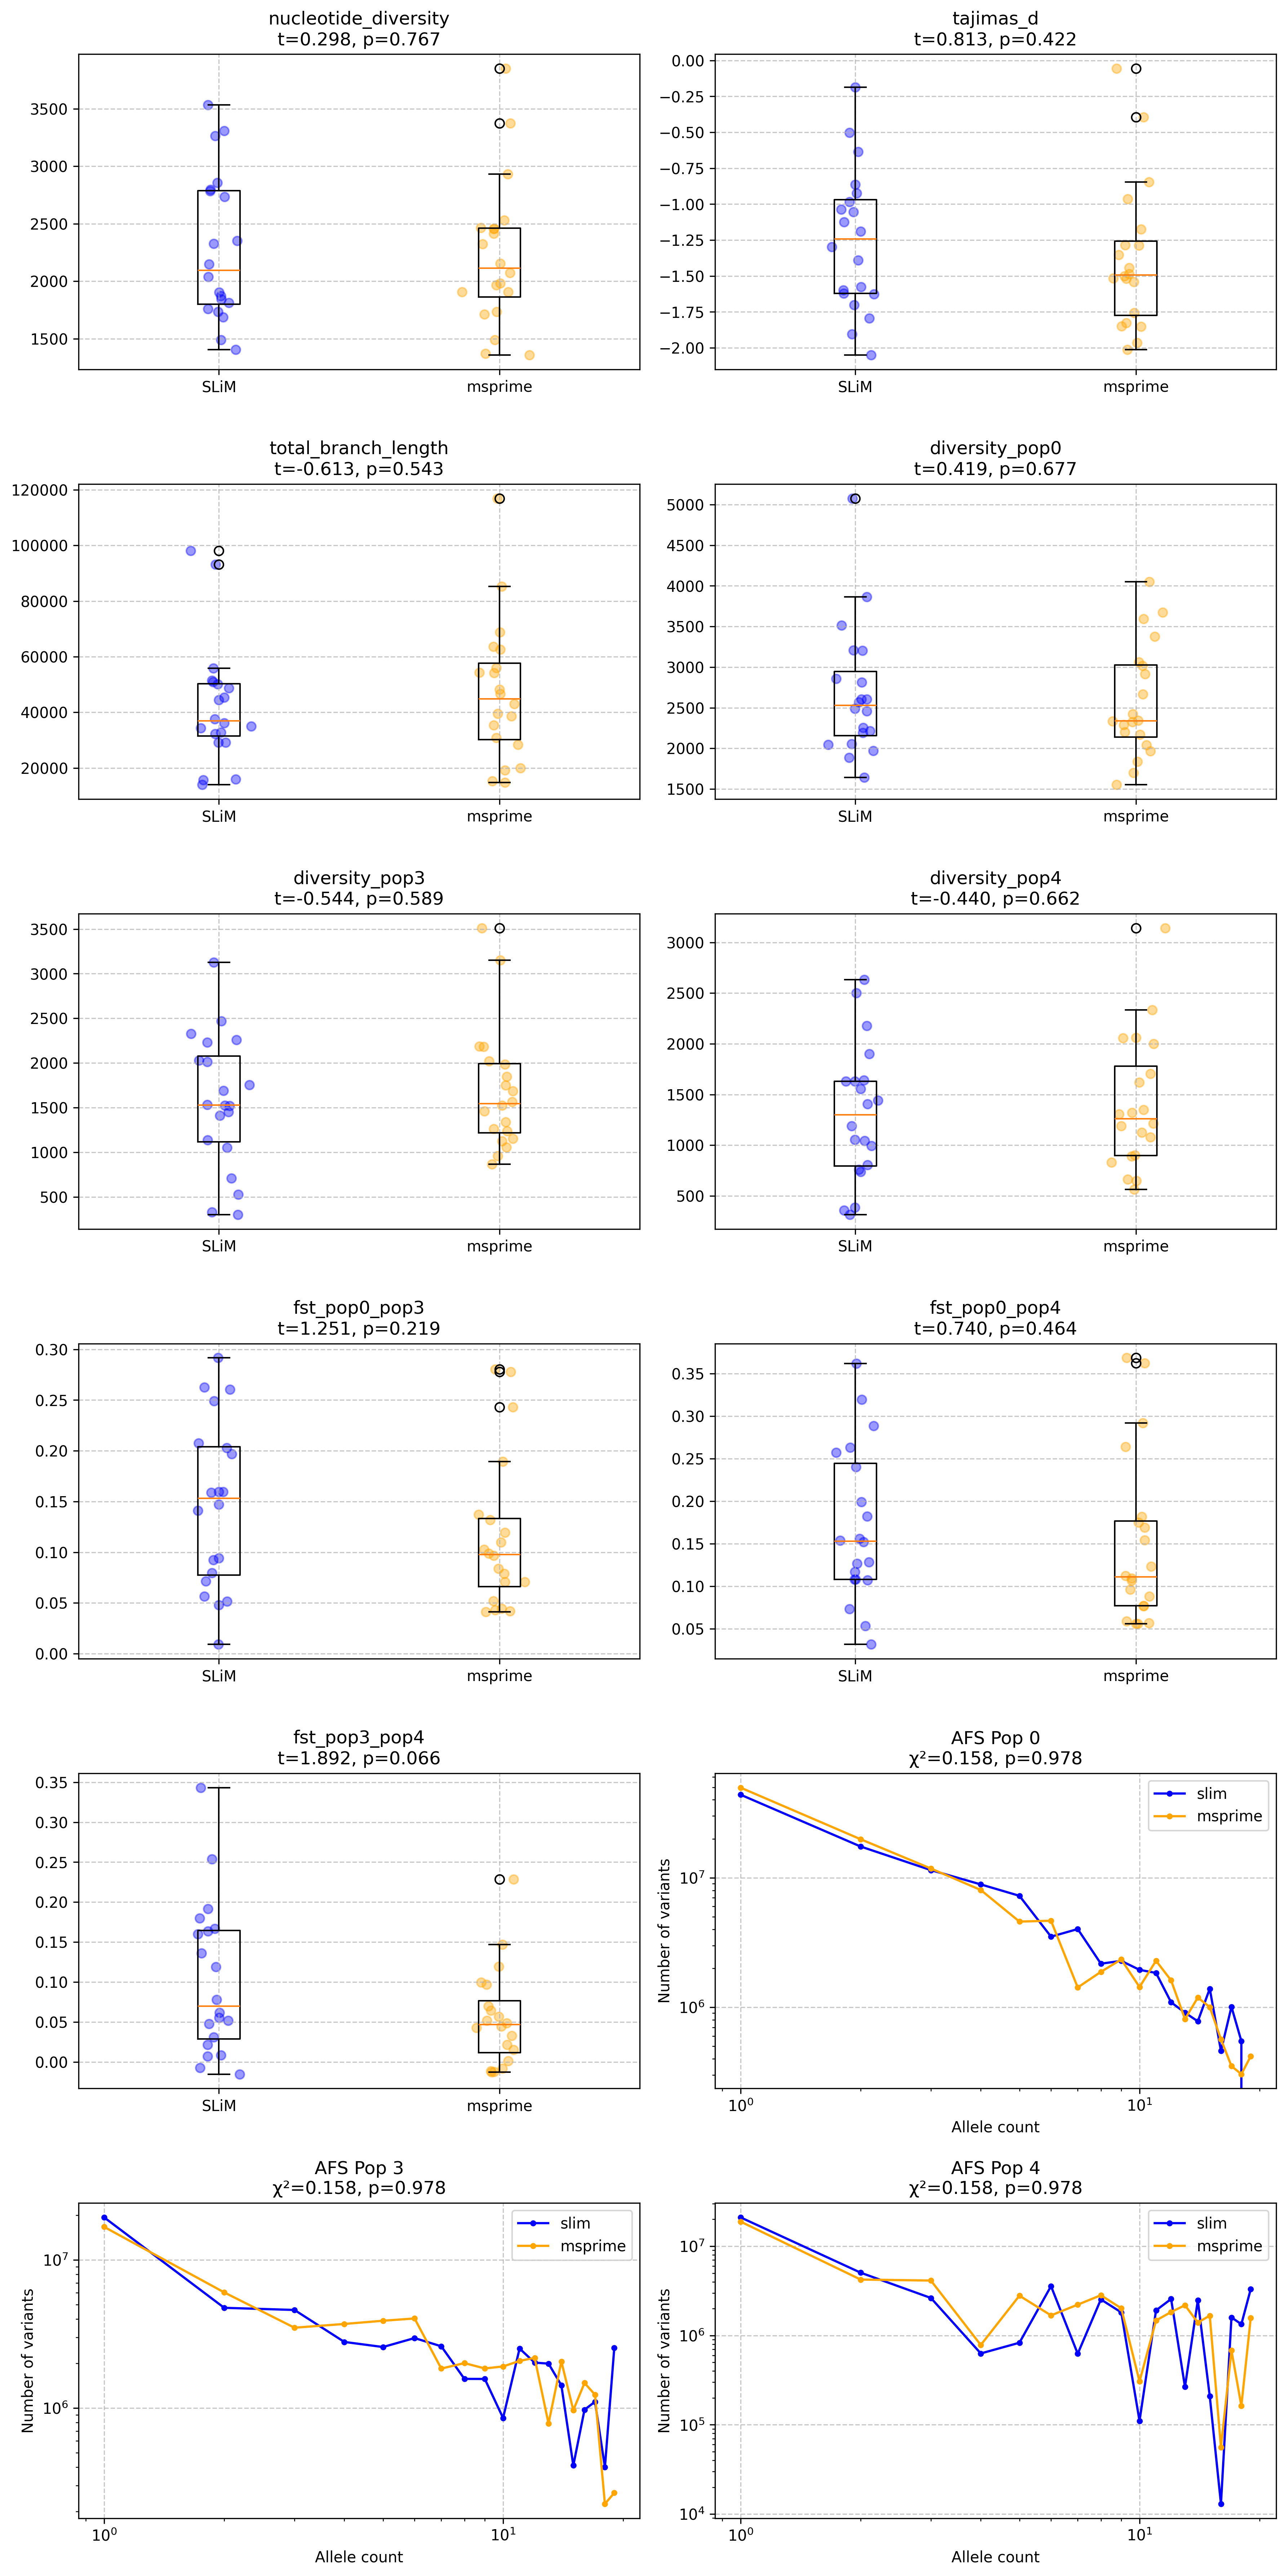 nucleotide_diversity
t=0.298, p=0.767
3500
3000
2500
2000
1500
SLiM
msprime
tajimas_d
t=0.813, p=0.422
0.00
−0.25
−0.50
−0.75
−1.00
−1.25
−1.50
−1.75
−2.00
SLiM
msprime
total_branch_length
t=-0.613, p=0.543
120000
100000
80000
60000
40000
20000
SLiM
msprime
diversity_pop0
t=0.419, p=0.677
5000
4500
4000
3500
3000
2500
2000
1500
SLiM
msprime
diversity_pop3
t=-0.544, p=0.589
3500
3000
2500
2000
1500
1000
500
SLiM
msprime
diversity_pop4
t=-0.440, p=0.662
3000
2500
2000
1500
1000
500
SLiM
msprime
fst_pop0_pop3
t=1.251, p=0.219
0.30
0.25
0.20
0.15
0.10
0.05
0.00
SLiM
msprime
fst_pop0_pop4
t=0.740, p=0.464
0.35
0.30
0.25
0.20
0.15
0.10
0.05
SLiM
msprime
fst_pop3_pop4
t=1.892, p=0.066
0.35
0.30
0.25
0.20
0.15
0.10
0.05
0.00
SLiM
msprime
AFS Pop 0
χ²=0.158, p=0.978
slim
msprime
Number of variants
10⁷
10⁶
10⁰
10¹
Allele count
AFS Pop 3
χ²=0.158, p=0.978
slim
msprime
Number of variants
10⁷
10⁶
10⁰
10¹
Allele count
AFS Pop 4
χ²=0.158, p=0.978
slim
msprime
Number of variants
10⁷
10⁶
10⁵
10⁴
10⁰
10¹
Allele count